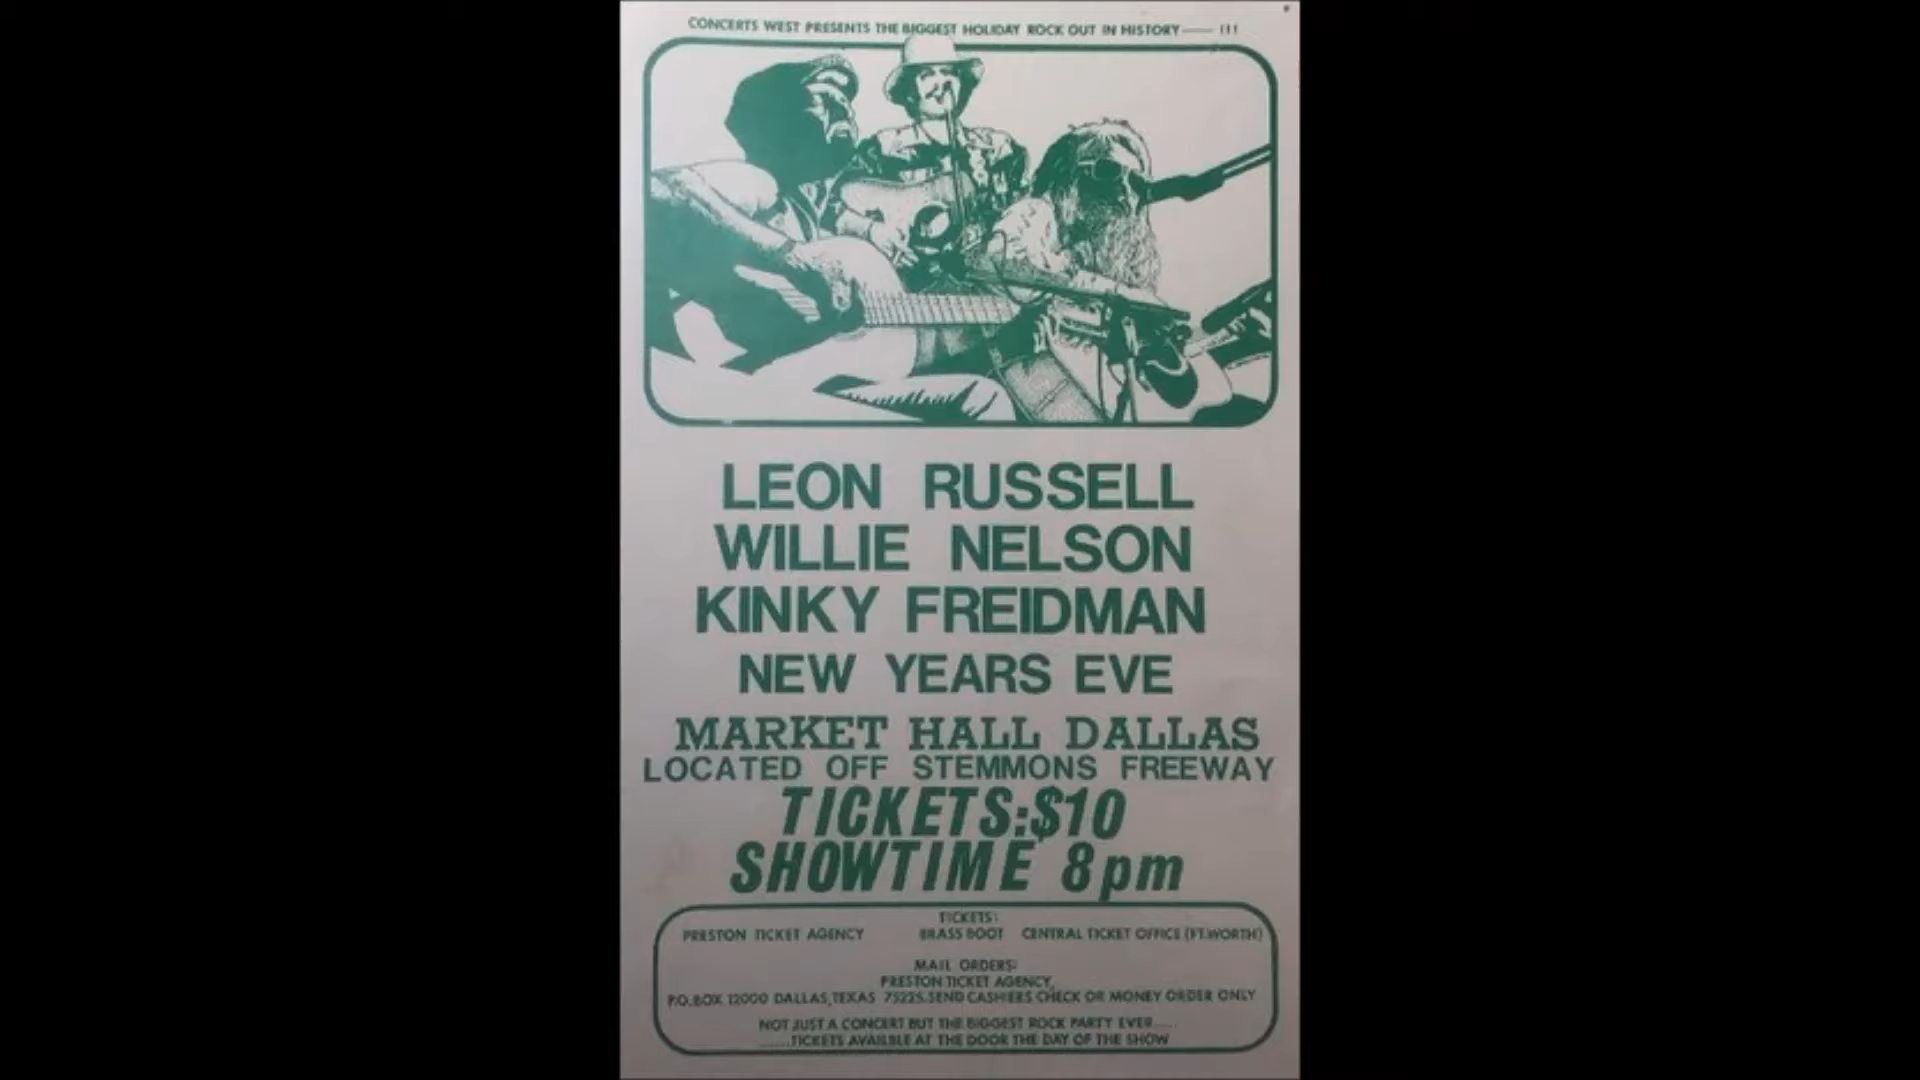 CONCERTS WEST PRESENTS THE BIGGEST HOLIDAY ROCK OUT IN HISTORY —— !!!
LEON RUSSELL
WILLIE NELSON
KINKY FREIDMAN
NEW YEARS EVE
MARKET HALL DALLAS
LOCATED OFF STEMMONS FREEWAY
TICKETS:$10
SHOWTIME 8pm
TICKETS:
PRESTON TICKET AGENCY BRASS BOOT CENTRAL TICKET OFFICE (FT.WORTH)
MAIL ORDERS:
PRESTON TICKET AGENCY,
P.O.BOX 12000 DALLAS,TEXAS 75225.SEND CASHIERS CHECK OR MONEY ORDER ONLY
NOT JUST A CONCERT BUT THE BIGGEST ROCK PARTY EVER.....
.......TICKETS AVAILBLE AT THE DOOR THE DAY OF THE SHOW